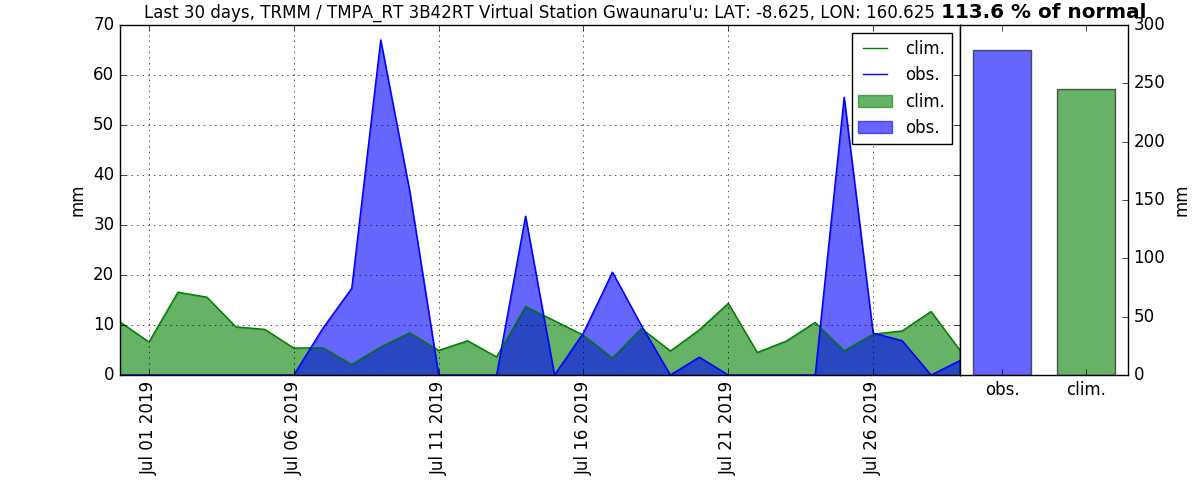 Last 30 days, TRMM / TMPA_RT 3B42RT Virtual Station Gwaunaru'u: LAT: -8.625, LON: 160.625 113.6 % of normal
70
60
50
40
30
20
10
0
mm
clim.
obs.
clim.
obs.
300
250
200
150
100
50
0
mm
Jul 01 2019
Jul 06 2019
Jul 11 2019
Jul 16 2019
Jul 21 2019
Jul 26 2019
obs.
clim.